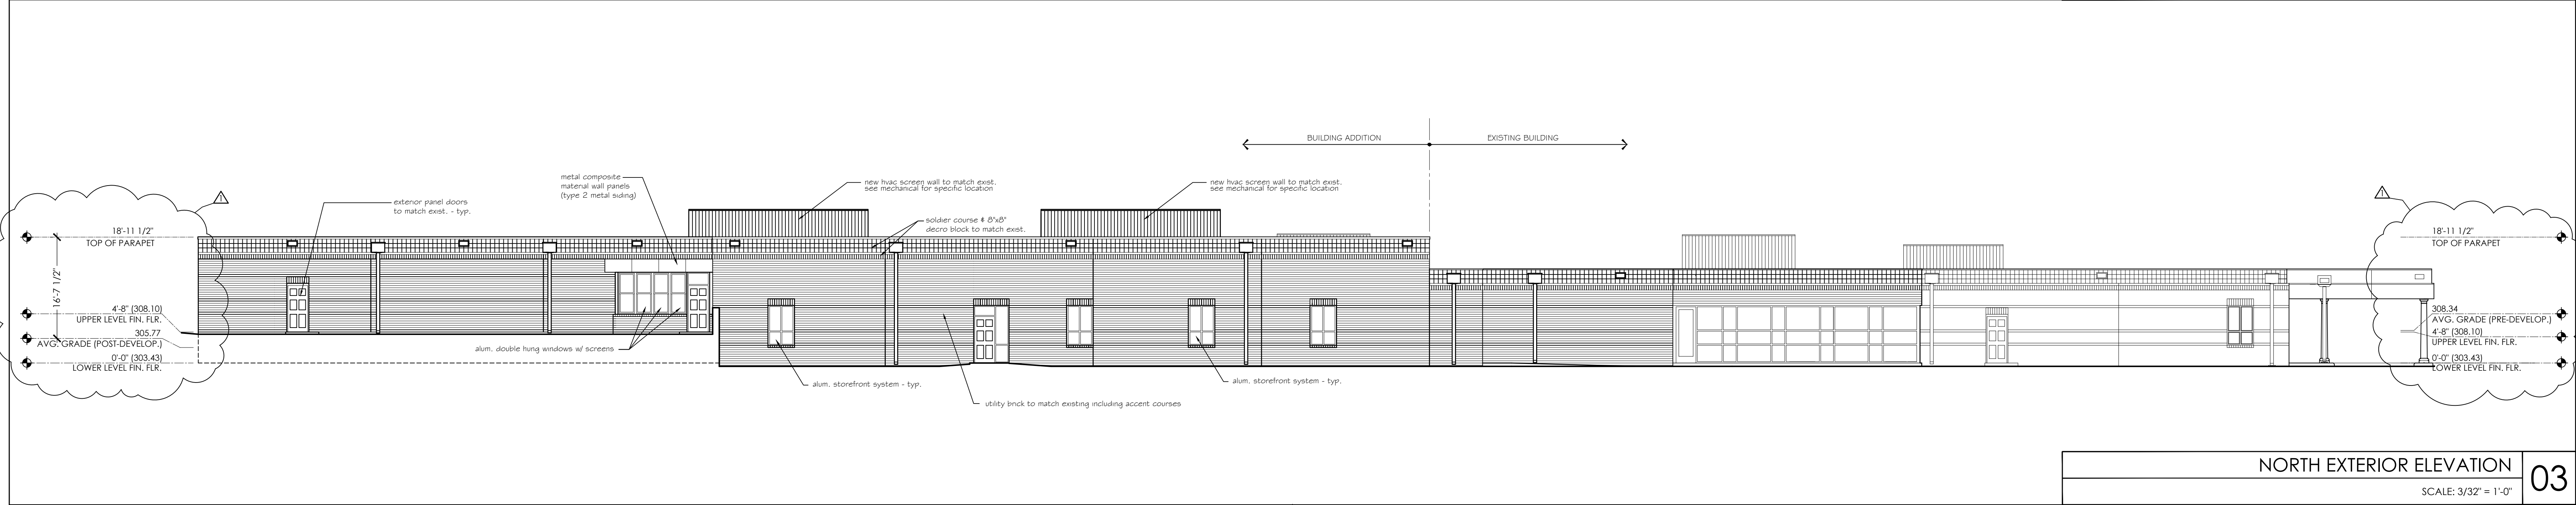 BUILDING ADDITION
EXISTING BUILDING
metal composite
material wall panels
(type 2 metal siding)
new hvac screen wall to match exist.
see mechanical for specific location
new hvac screen wall to match exist.
see mechanical for specific location
1
1
exterior panel doors
to match exist. - typ.
soldier course & 8"x8"
decro block to match exist.
18'-11 1/2"
TOP OF PARAPET
16'-7 1/2"
4'-8" (308.10)
UPPER LEVEL FIN. FLR.
305.77
AVG. GRADE (POST-DEVELOP.)
0'-0" (303.43)
LOWER LEVEL FIN. FLR.
18'-11 1/2"
TOP OF PARAPET
308.34
AVG. GRADE (PRE-DEVELOP.)
4'-8" (308.10)
UPPER LEVEL FIN. FLR.
0'-0" (303.43)
LOWER LEVEL FIN. FLR.
alum. double hung windows w/ screens
alum. storefront system - typ.
alum. storefront system - typ.
utility brick to match existing including accent courses
NORTH EXTERIOR ELEVATION
03
SCALE: 3/32" = 1'-0"